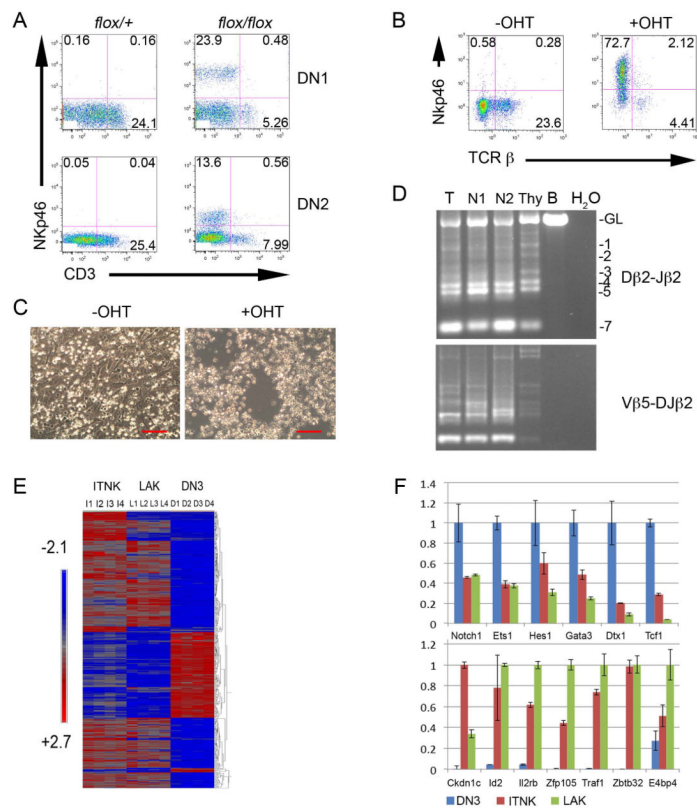 A
flox/+
flox/flox
0.16
0.16
24.1
23.9
0.48
5.26
DN1
0.05
0.04
25.4
13.6
0.56
7.99
DN2
Nkp46
CD3
B
-OHT
+OHT
0.58
0.28
23.6
72.7
2.12
4.41
Nkp46
TCR β
C
-OHT
+OHT
D
T N1 N2 Thy B H2O
-GL
-1
-2
-3
-4
-5
-7
Dβ2-Jβ2
Vβ5-DJβ2
E
ITNK LAK DN3
I1 I2 I3 I4 L1 L2 L3 L4 D1 D2 D3 D4
-2.1
+2.7
F
1.4
1.2
1
0.8
0.6
0.4
0.2
0
Notch1 Ets1 Hes1 Gata3 Dtx1 Tcf1
1.2
1
0.8
0.6
0.4
0.2
0
Ckdn1c Id2 Il2rb Zfp105 Traf1 Zbtb32 E4bp4
DN3 ITNK LAK